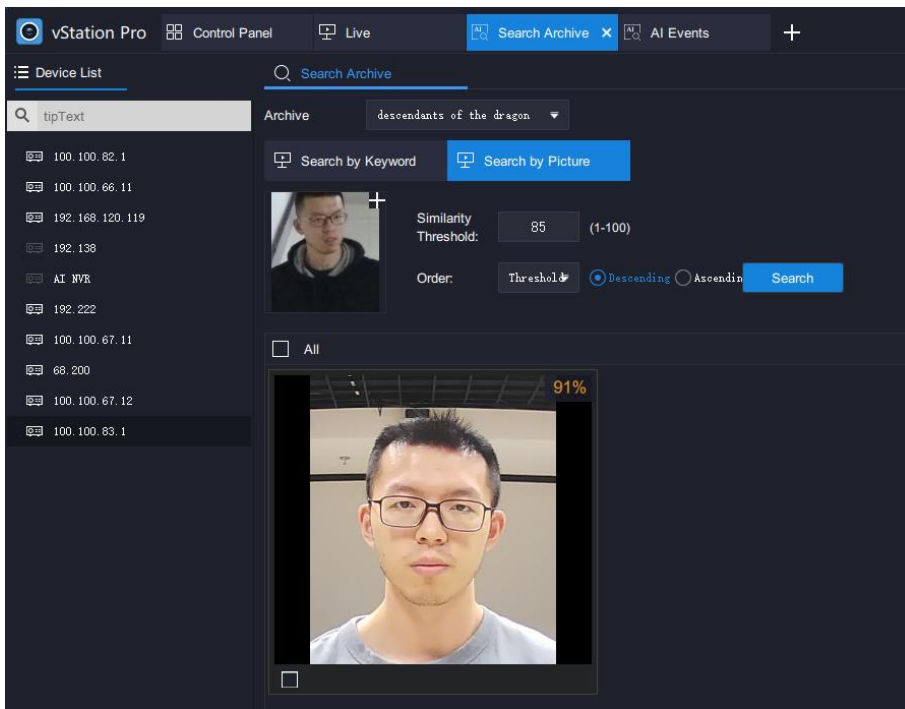 vStation Pro
Control Panel
Live
Search Archive
AI Events
Device List
Search Archive
tipText
100.100.82.1
100.100.66.11
192.168.120.119
192.138
AI NVR
192.222
100.100.67.11
68.200
100.100.67.12
100.100.83.1
Archive
descendants of the dragon
Search by Keyword
Search by Picture
Similarity
Threshold:
85
(1-100)
Order:
Threshold
Descending
Ascendin
Search
All
91%